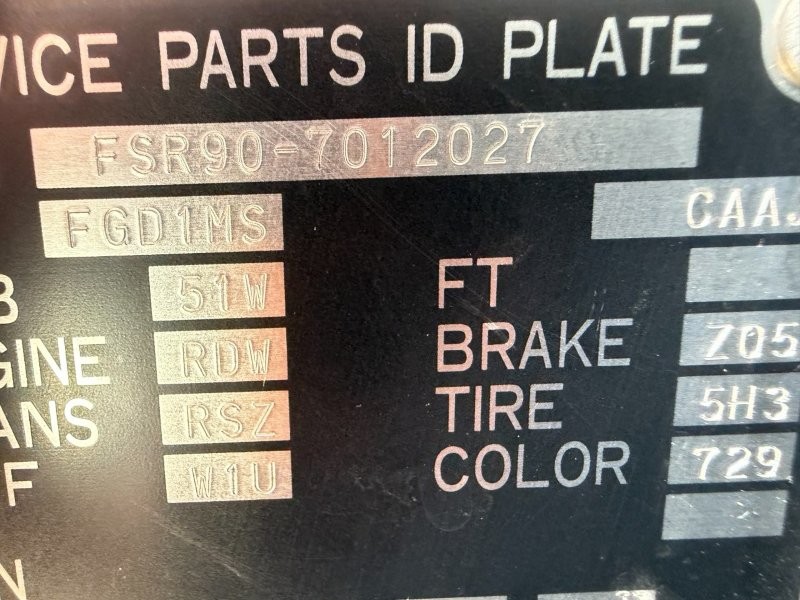 VICE PARTS ID PLATE
FSR90-7012027
FGD1MS CAAJ
B 51W FT
GINE RDW BRAKE Z05
ANS RSZ TIRE 5H3
F W1U COLOR 729
N